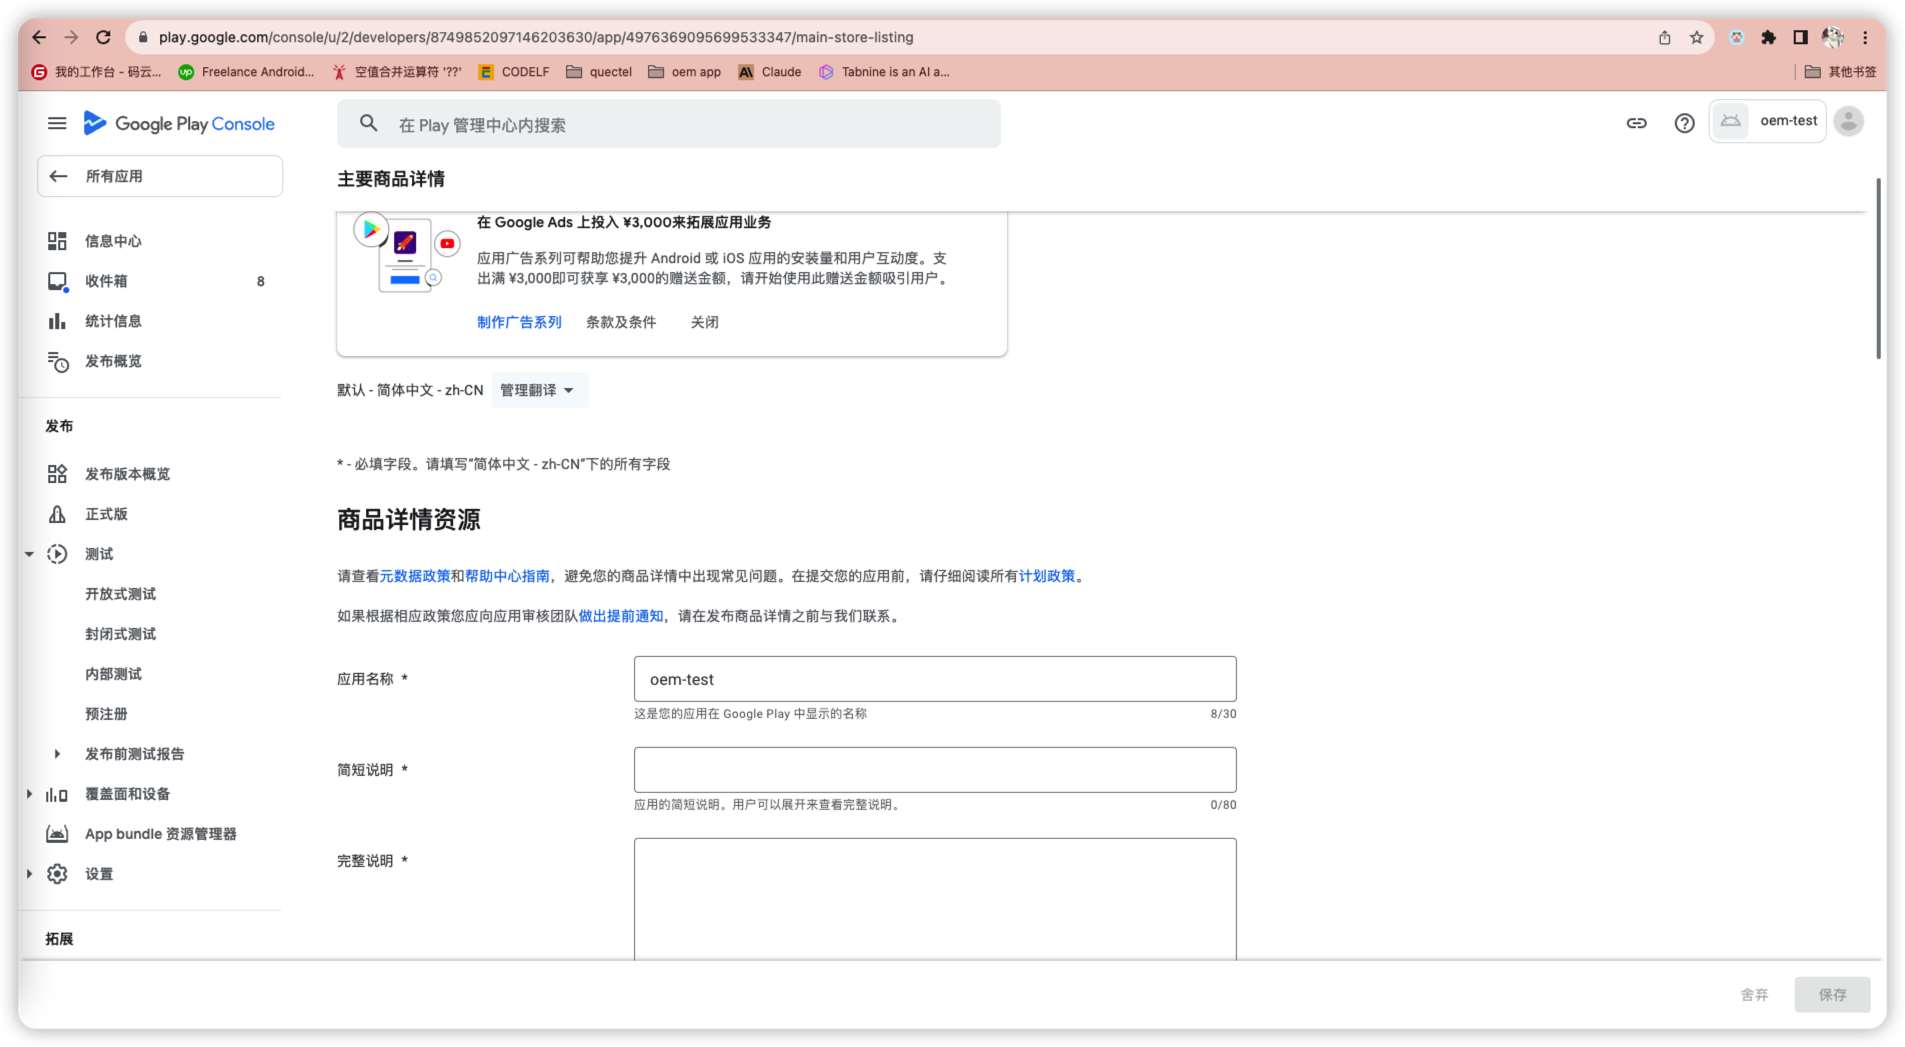 play.google.com/console/u/2/developers/8749852097146203630/app/4976369095699533347/main-store-listing
我的工作台 - 码云...
Freelance Android...
空值合并运算符 '??'
CODELF
quectel
oem app
Claude
Tabnine is an AI a...
其他书签
Google Play Console
在 Play 管理中心内搜索
oem-test
所有应用
主要商品详情
信息中心
收件箱 8
统计信息
发布概览
发布
发布版本概览
正式版
测试
开放式测试
封闭式测试
内部测试
预注册
发布前测试报告
覆盖面和设备
App bundle 资源管理器
设置
拓展
在 Google Ads 上投入 ¥3,000来拓展应用业务
应用广告系列可帮助您提升 Android 或 iOS 应用的安装量和用户互动度。支
出满 ¥3,000即可获享 ¥3,000的赠送金额，请开始使用此赠送金额吸引用户。
制作广告系列 条款及条件 关闭
默认 - 简体中文 - zh-CN 管理翻译
* - 必填字段。请填写“简体中文 - zh-CN”下的所有字段
商品详情资源
请查看元数据政策和帮助中心指南，避免您的商品详情中出现常见问题。在提交您的应用前，请仔细阅读所有计划政策。
如果根据相应政策您应向应用审核团队做出提前通知，请在发布商品详情之前与我们联系。
应用名称 *
oem-test
这是您的应用在 Google Play 中显示的名称 8/30
简短说明 *
应用的简短说明。用户可以展开来查看完整说明。 0/80
完整说明 *
舍弃 保存